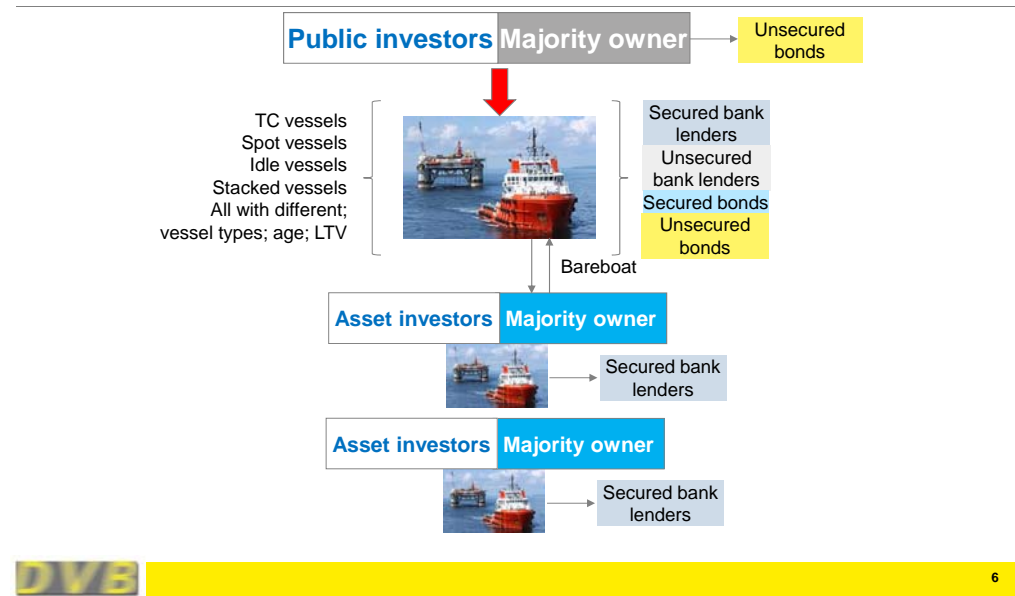 Public investors Majority owner
Unsecured
bonds
TC vessels
Spot vessels
Idle vessels
Stacked vessels
All with different;
vessel types; age; LTV
Secured bank
lenders
Unsecured
bank lenders
Secured bonds
Unsecured
bonds
Bareboat
Asset investors Majority owner
Secured bank
lenders
Asset investors Majority owner
Secured bank
lenders
DVB
6